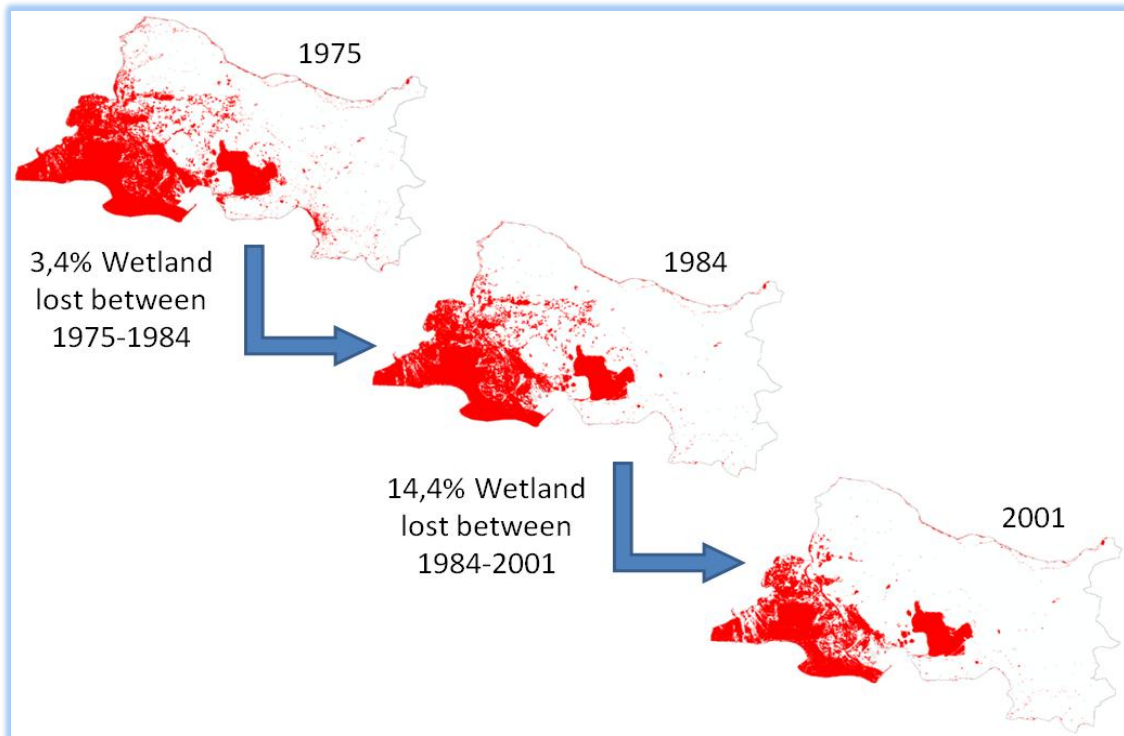 1975
3,4% Wetland
lost between
1975-1984
1984
14,4% Wetland
lost between
1984-2001
2001